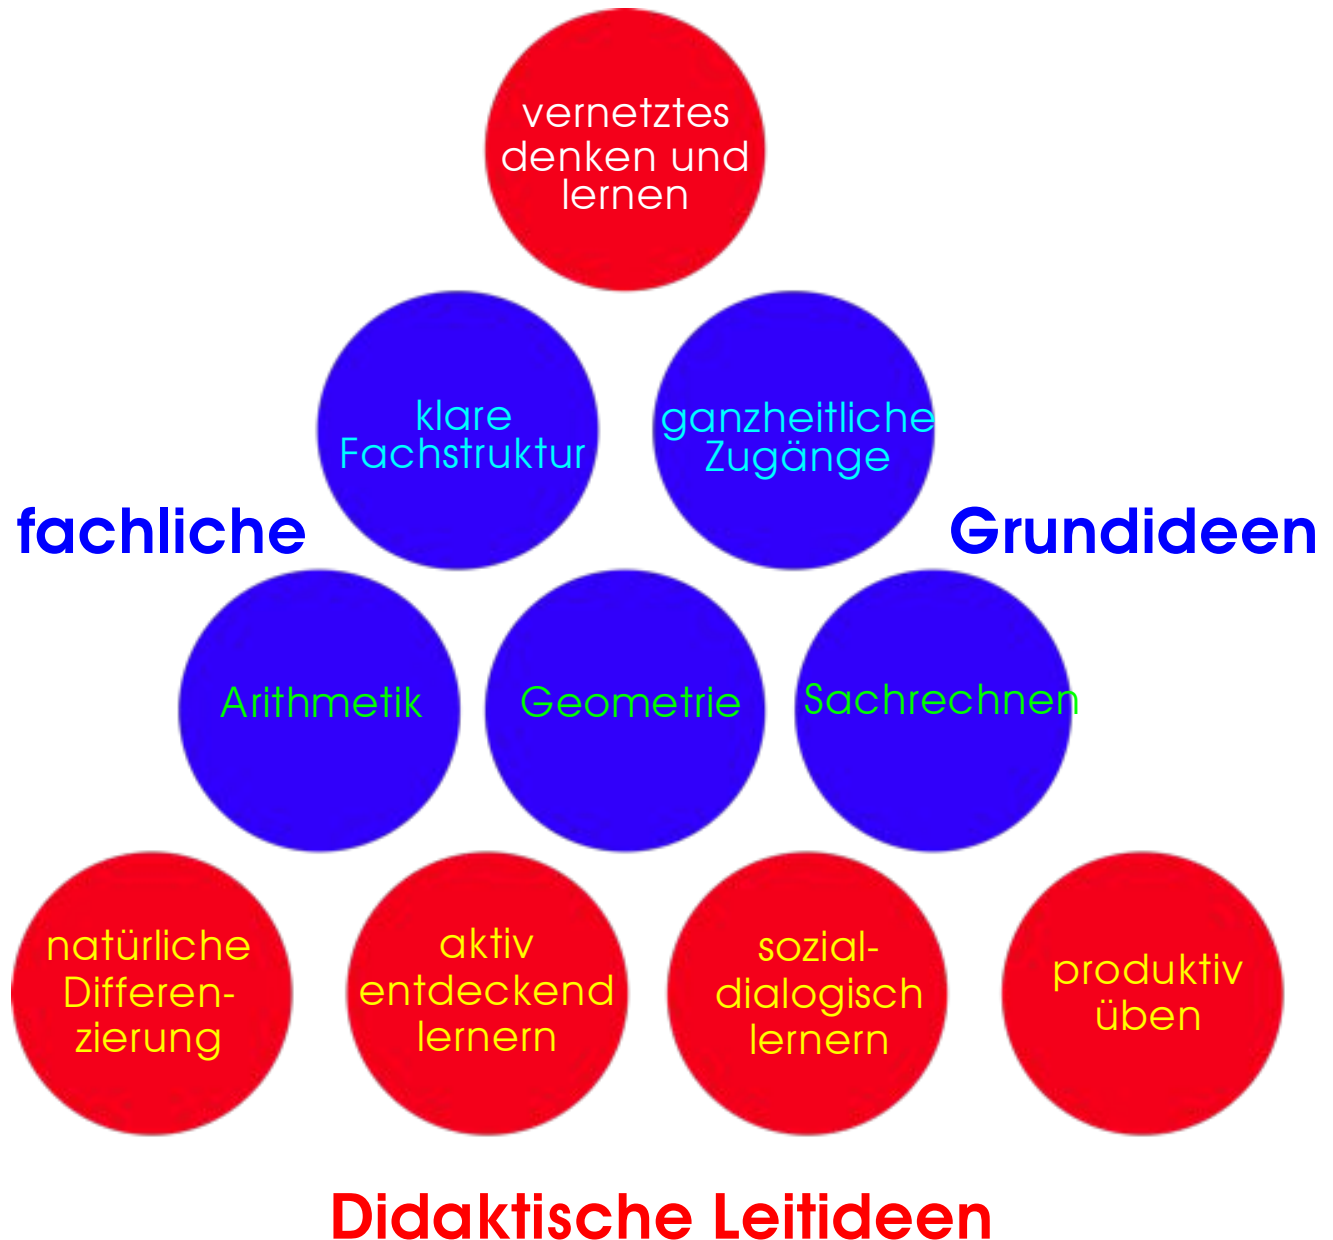 vernetztes
denken und
lernen
klare
Fachstruktur
ganzheitliche
Zugänge
fachliche
Grundideen
Arithmetik
Geometrie
Sachrechnen
natürliche
Differen-
zierung
aktiv
entdeckend
lernern
sozial-
dialogisch
lernern
produktiv
üben
Didaktische Leitideen